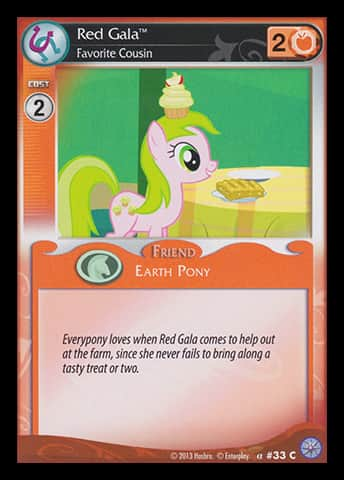 Red Gala™
Favorite Cousin
2
COST
2
FRIEND
EARTH PONY
Everypony loves when Red Gala comes to help out
at the farm, since she never fails to bring along a
tasty treat or two.
© 2013 Hasbro. © Enterplay. α #33 C